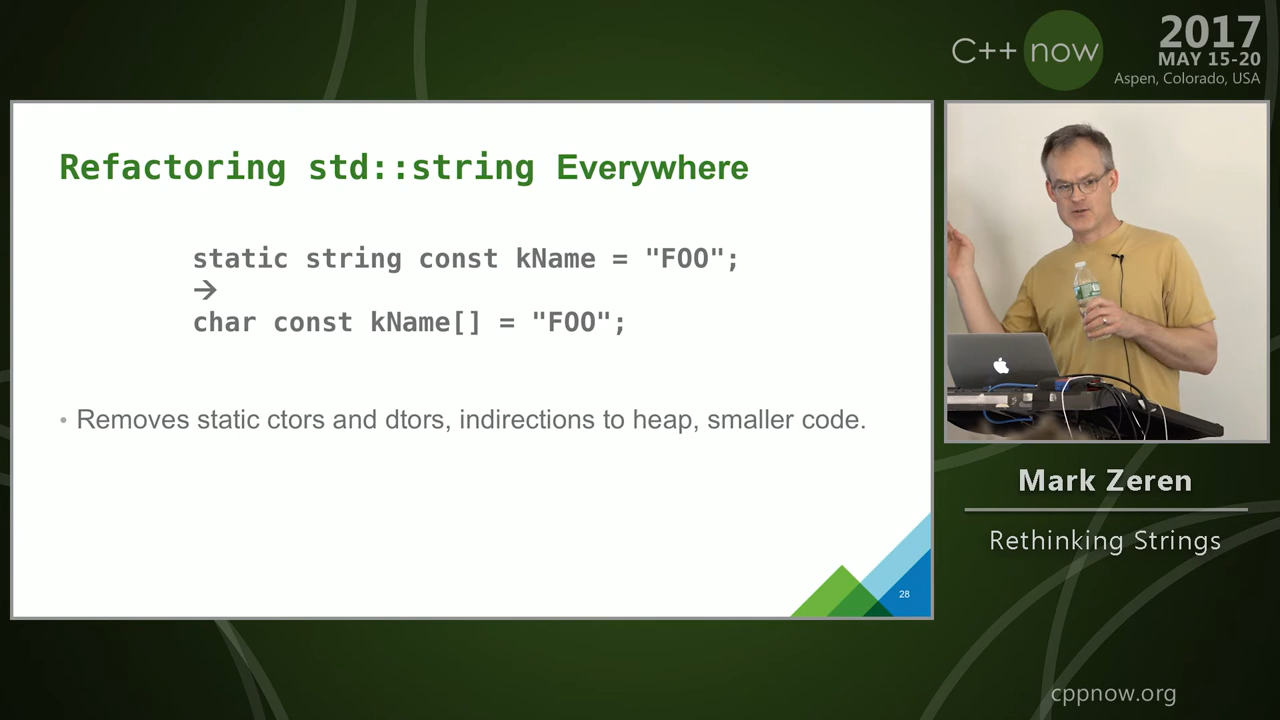 C++ now
2017
MAY 15-20
Aspen, Colorado, USA
Refactoring std::string Everywhere
static string const kName = "FOO";
→
char const kName[] = "FOO";
• Removes static ctors and dtors, indirections to heap, smaller code.
28
Mark Zeren
Rethinking Strings
cppnow.org